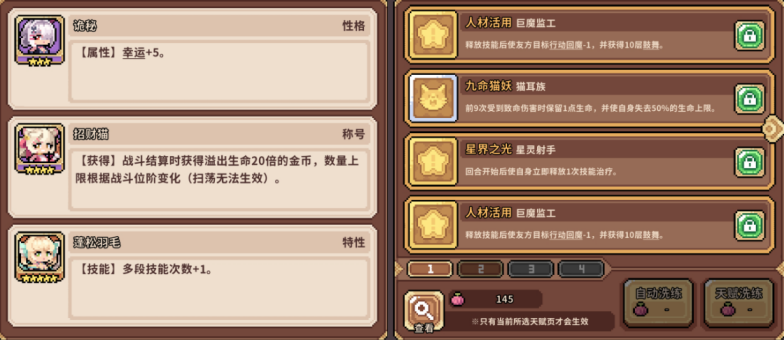 诡秘 性格
【属性】幸运+5。
招财猫 称号
【获得】战斗结算时获得溢出生命20倍的金币，数量上
限根据战斗位阶变化（扫荡无法生效）。
蓬松羽毛 特性
【技能】多段技能次数+1。
人材活用 巨魔监工
释放技能后使友方目标行动回魔-1，并获得10层鼓舞。
九命猫妖 猫耳族
前9次受到致命伤害时保留1点生命，并使自身失去50%的生命上限。
星界之光 星灵射手
回合开始后使自身立即释放1次技能治疗。
人材活用 巨魔监工
释放技能后使友方目标行动回魔-1，并获得10层鼓舞。
1 2 3 4
查看
145
※只有当前所选天赋页才会生效
自动洗练
-
天赋洗练
-